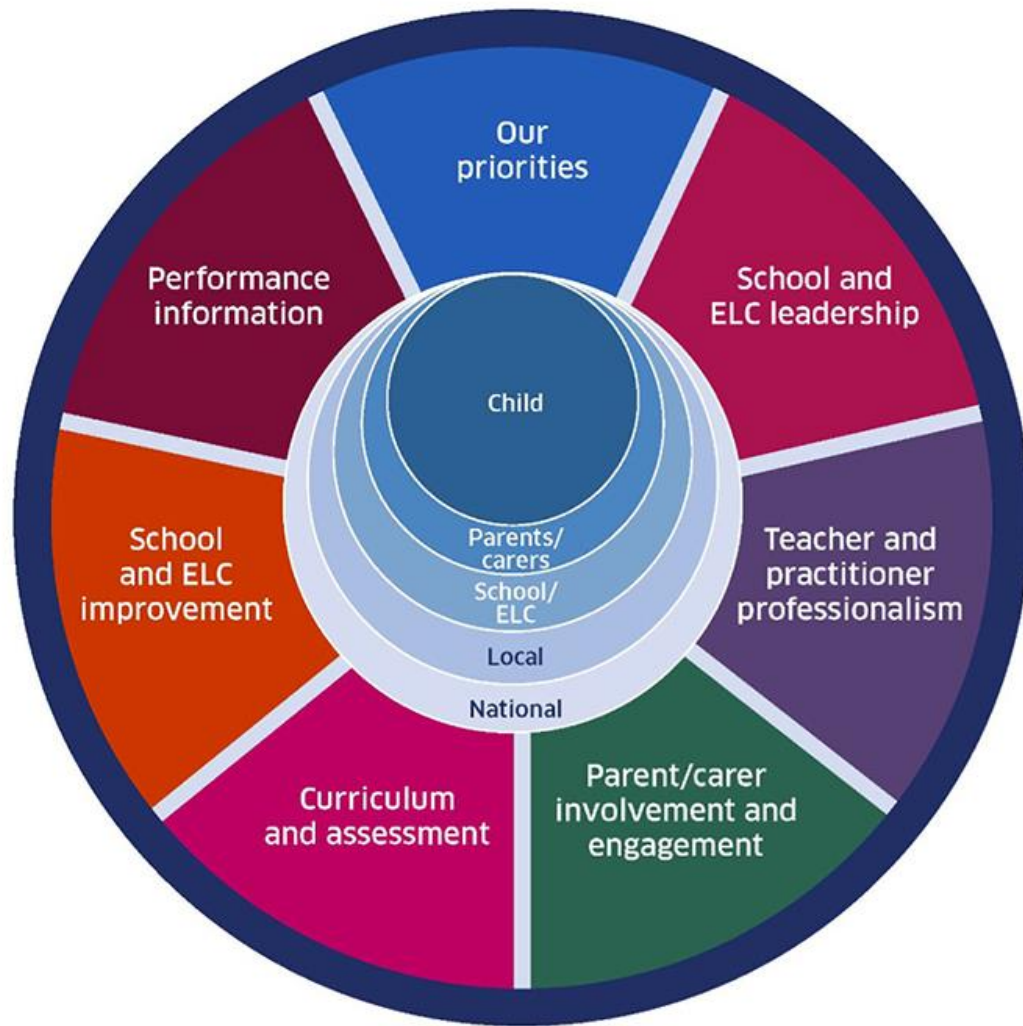 Our
priorities
School and
ELC leadership
Teacher and
practitioner
professionalism
Parent/carer
involvement and
engagement
Curriculum
and assessment
School
and ELC
improvement
Performance
information
Child
Parents/
carers
School/
ELC
Local
National